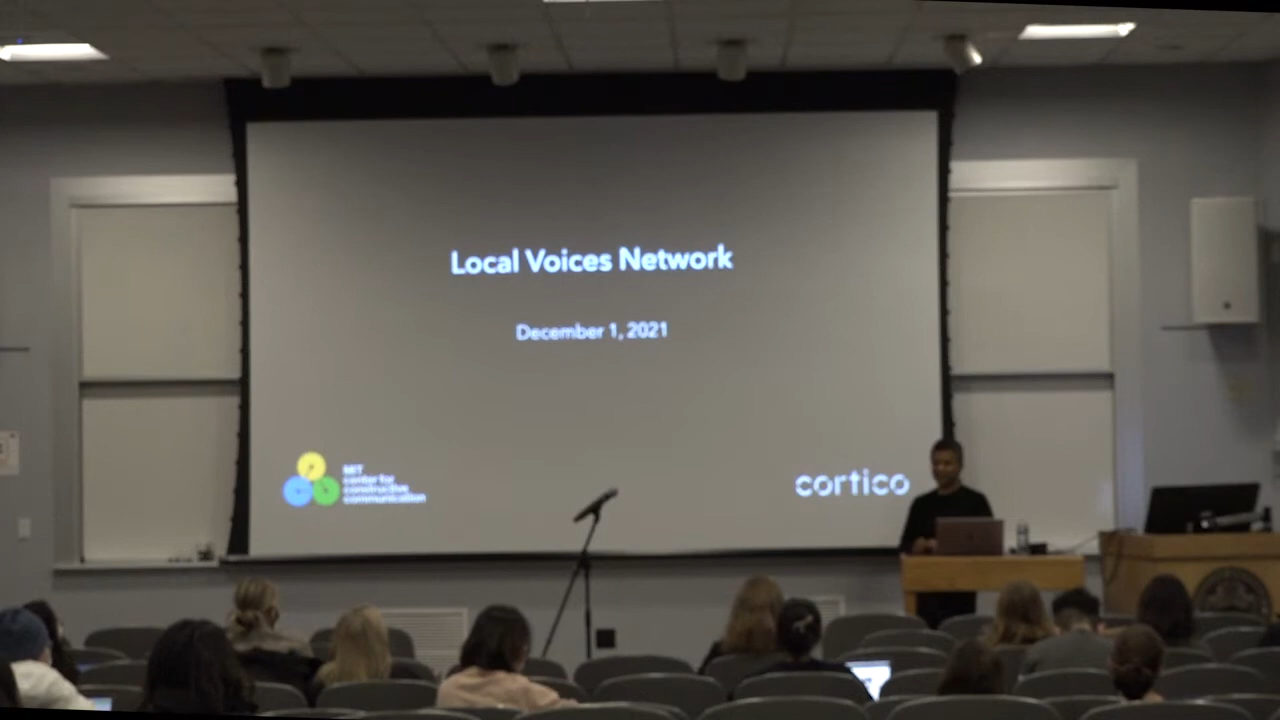 Local Voices Network
December 1, 2021
MIT
center for
constructive
communication
cortico